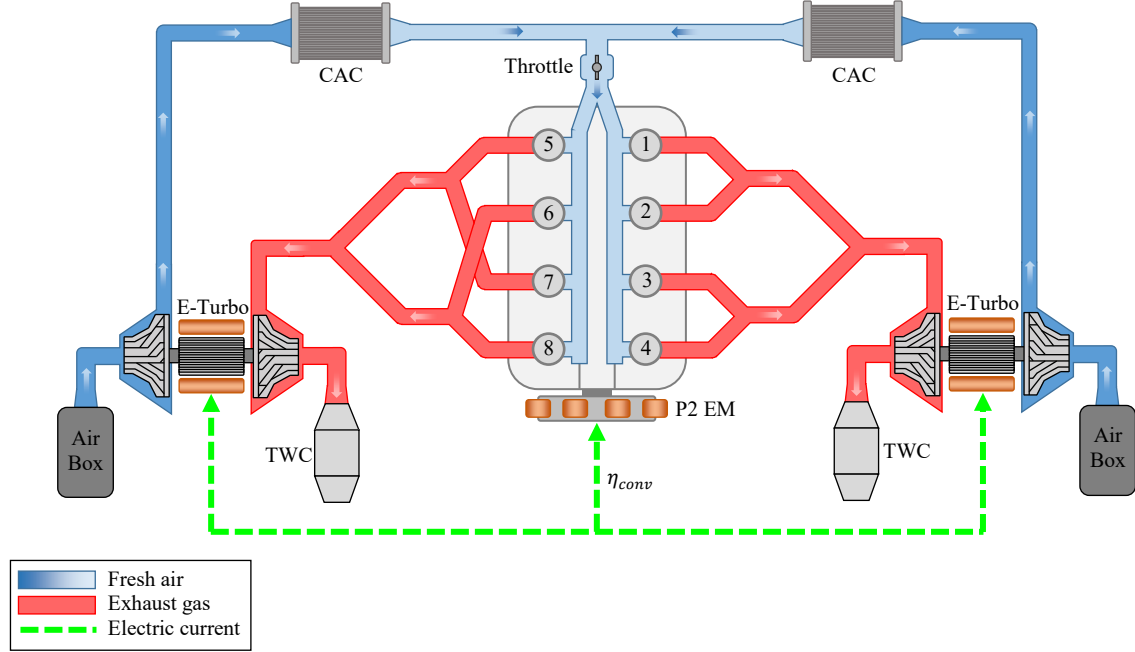 CAC
CAC
Throttle
5
1
6
2
7
3
8
4
E-Turbo
E-Turbo
P2 EM
Air
Box
TWC
TWC
Air
Box
η_conv
Fresh air
Exhaust gas
Electric current